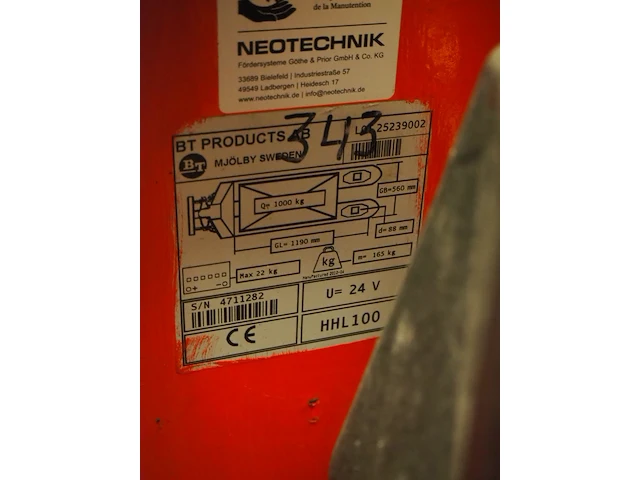 de la Manutention
NEOTECHNIK
Fördersysteme Göthe & Prior GmbH & Co. KG
33689 Bielefeld | Industriestraße 57
49549 Ladbergen | Heidesch 17
www.neotechnik.de | info@neotechnik.de
343
BT PRODUCTS AB
25239002
BT
MJÖLBY SWEDEN
Q= 1000 kg
GB=560 mm
GL= 1190 mm
d=88 mm
kg
m= 165 kg
Max 22 kg
S/N 4711282
U= 24 V
CE
HHL100